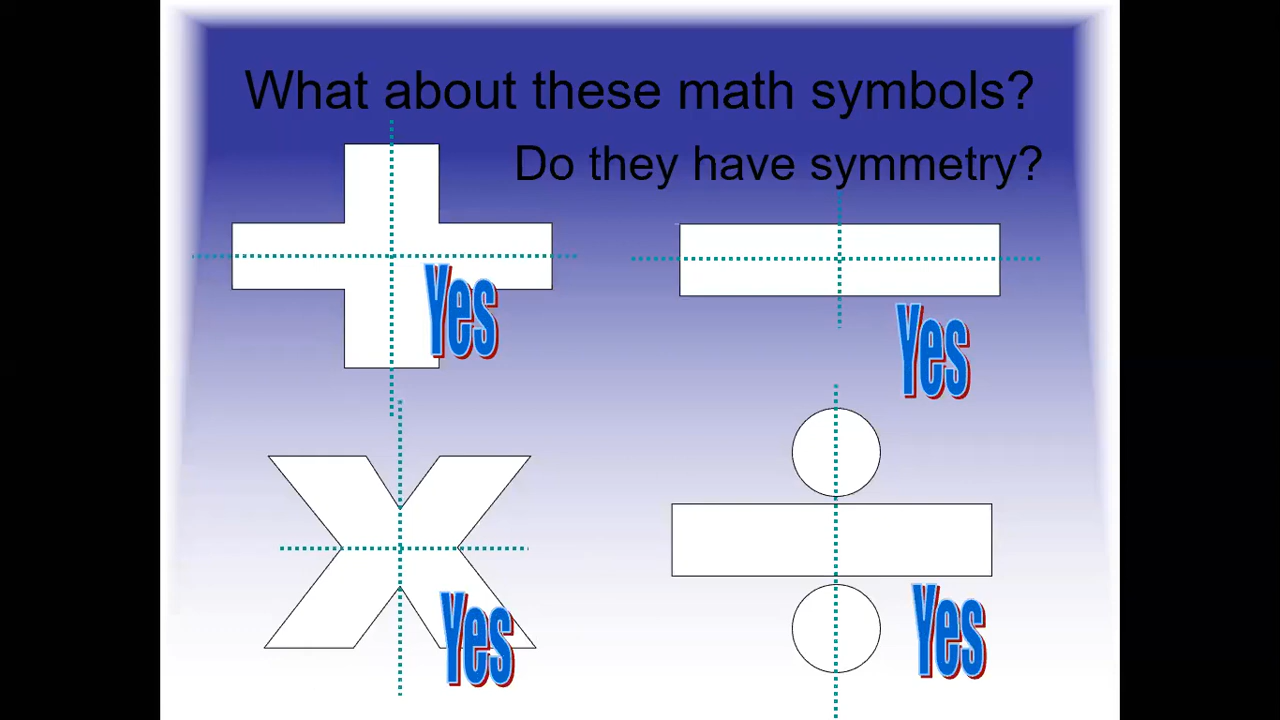 What about these math symbols?
Do they have symmetry?
Yes
Yes
Yes
Yes